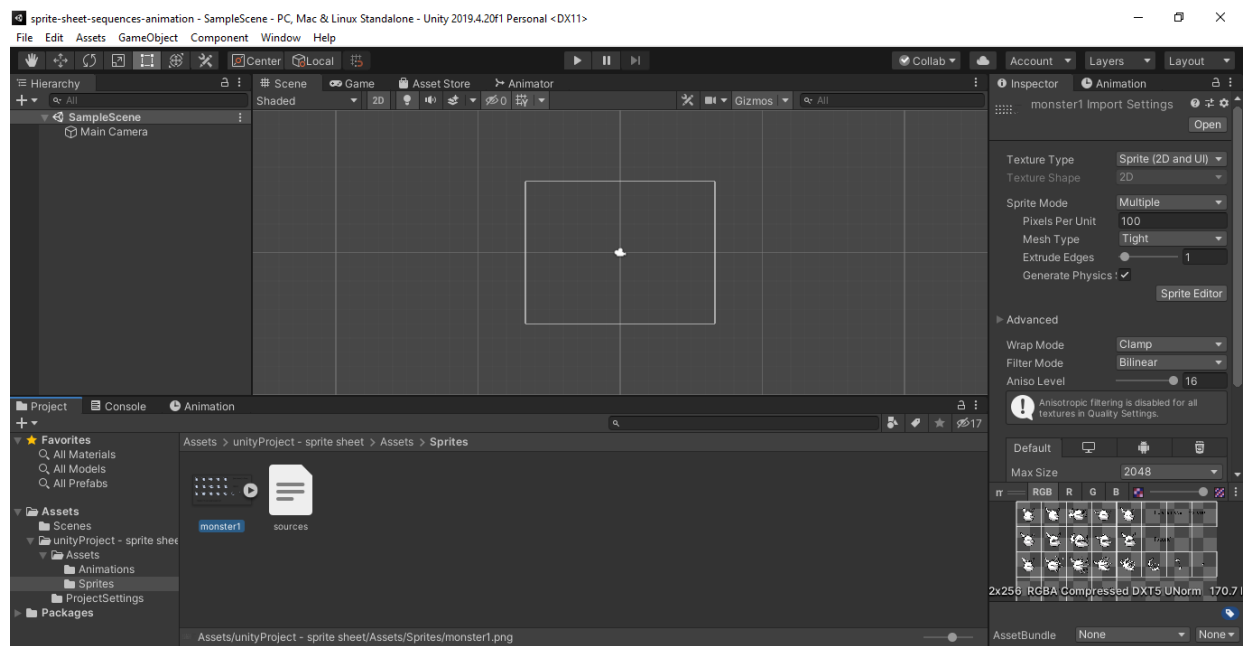 sprite-sheet-sequences-animation - SampleScene - PC, Mac & Linux Standalone - Unity 2019.4.20f1 Personal <DX11>
File Edit Assets GameObject Component Window Help
Center Local Collab Account Layers Layout
Hierarchy
All
SampleScene
Main Camera
# Scene Game Asset Store Animator
Shaded 2D 0 Gizmos All
Inspector Animation
monster1 Import Settings
Open
Texture Type Sprite (2D and UI)
Texture Shape 2D
Sprite Mode Multiple
Pixels Per Unit 100
Mesh Type Tight
Extrude Edges 1
Generate Physics
Sprite Editor
Advanced
Wrap Mode Clamp
Filter Mode Bilinear
Aniso Level 16
Anisotropic filtering is disabled for all
textures in Quality Settings.
Default
Max Size 2048
RGB R G B
2x256 RGBA Compressed DXT5 UNorm 170.7
AssetBundle None None
Project Console Animation
17
Favorites
All Materials
All Models
All Prefabs
Assets
Scenes
unityProject - sprite shee
Assets
Animations
Sprites
ProjectSettings
Packages
Assets > unityProject - sprite sheet > Assets > Sprites
monster1 sources
Assets/unityProject - sprite sheet/Assets/Sprites/monster1.png